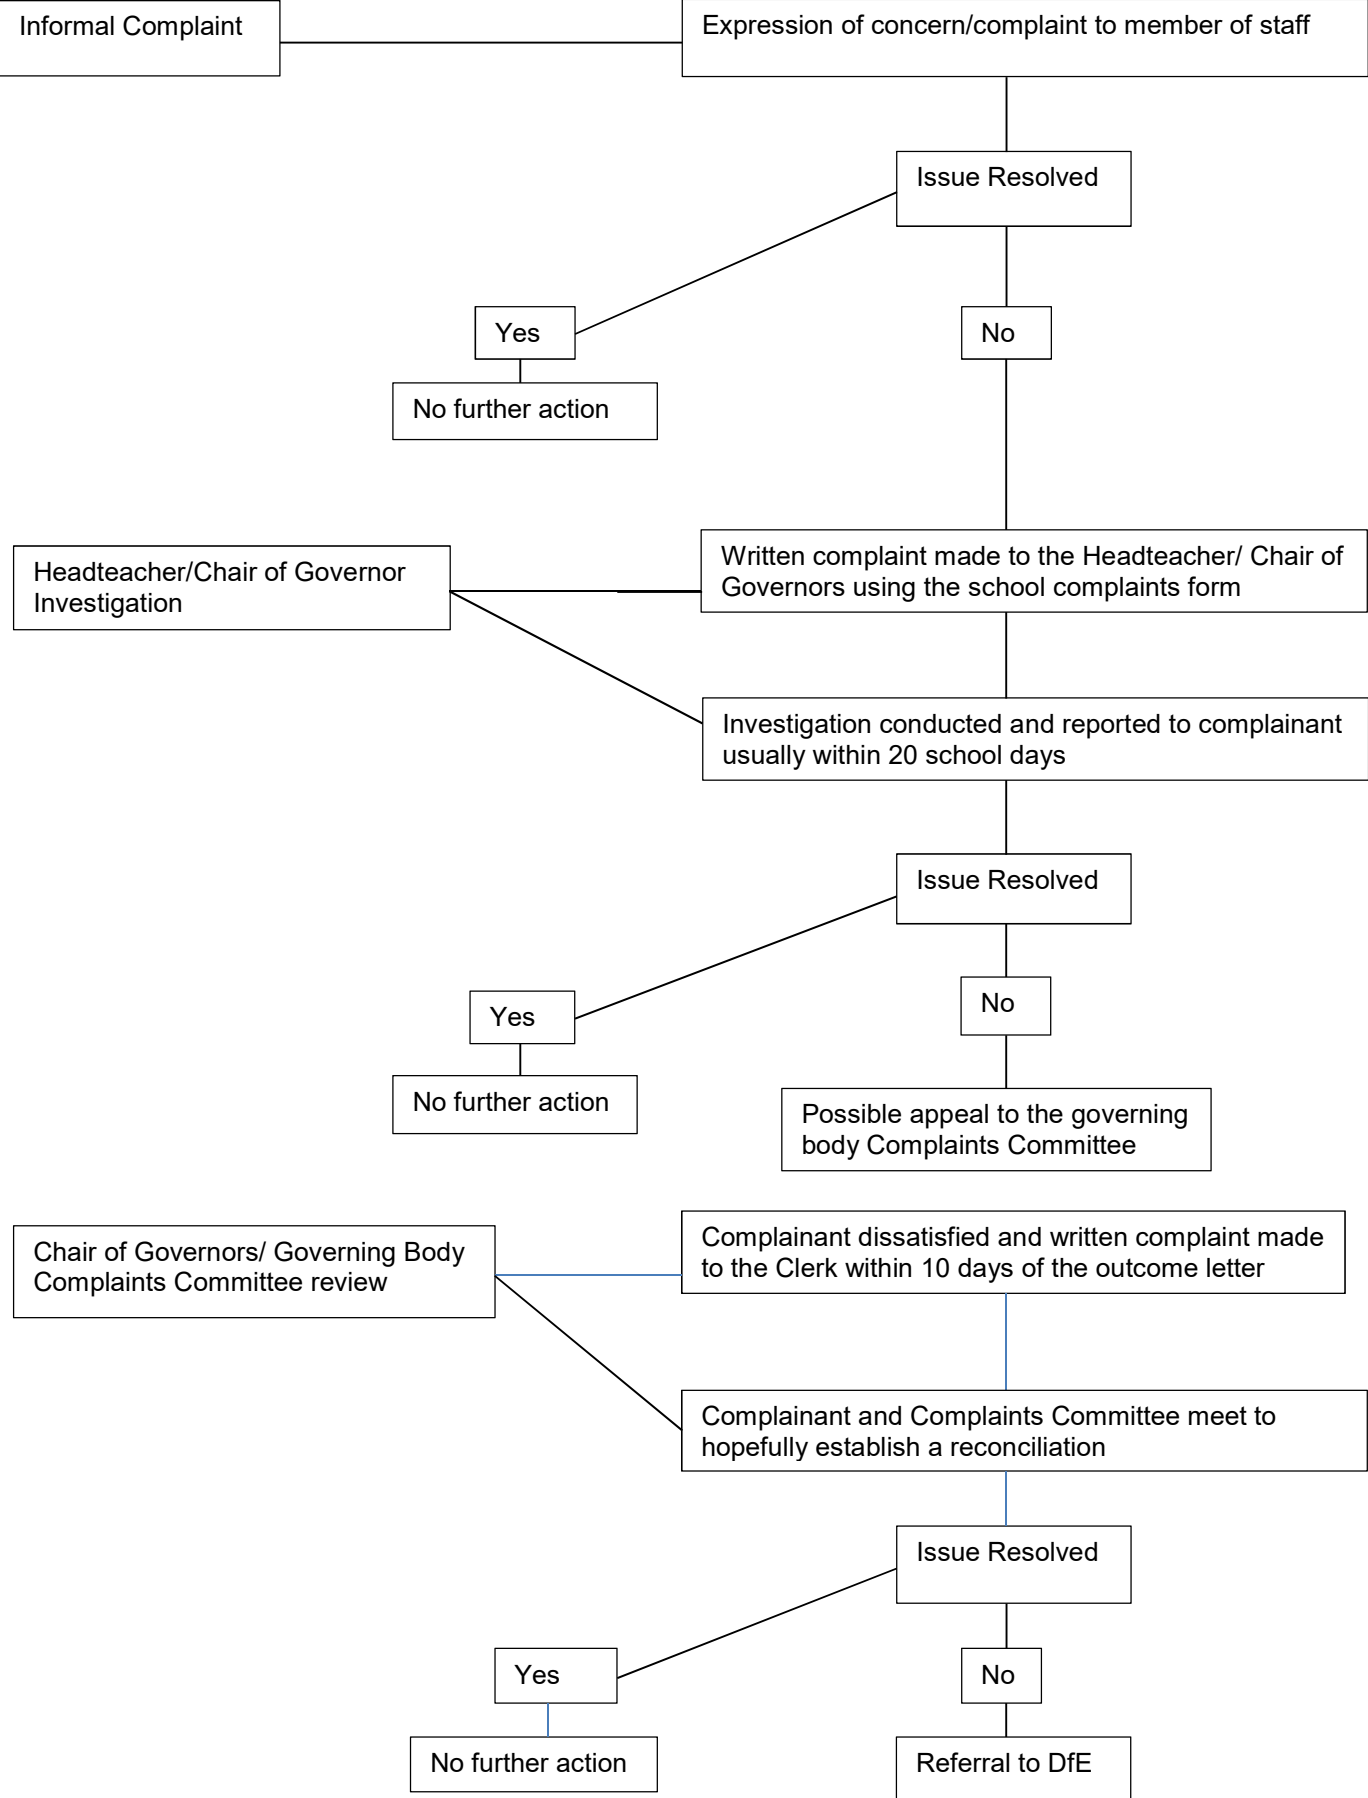 Informal Complaint
Expression of concern/complaint to member of staff
Issue Resolved
Yes
No
No further action
Headteacher/Chair of Governor
Investigation
Written complaint made to the Headteacher/ Chair of
Governors using the school complaints form
Investigation conducted and reported to complainant
usually within 20 school days
Issue Resolved
Yes
No
No further action
Possible appeal to the governing
body Complaints Committee
Chair of Governors/ Governing Body
Complaints Committee review
Complainant dissatisfied and written complaint made
to the Clerk within 10 days of the outcome letter
Complainant and Complaints Committee meet to
hopefully establish a reconciliation
Issue Resolved
Yes
No
No further action
Referral to DfE